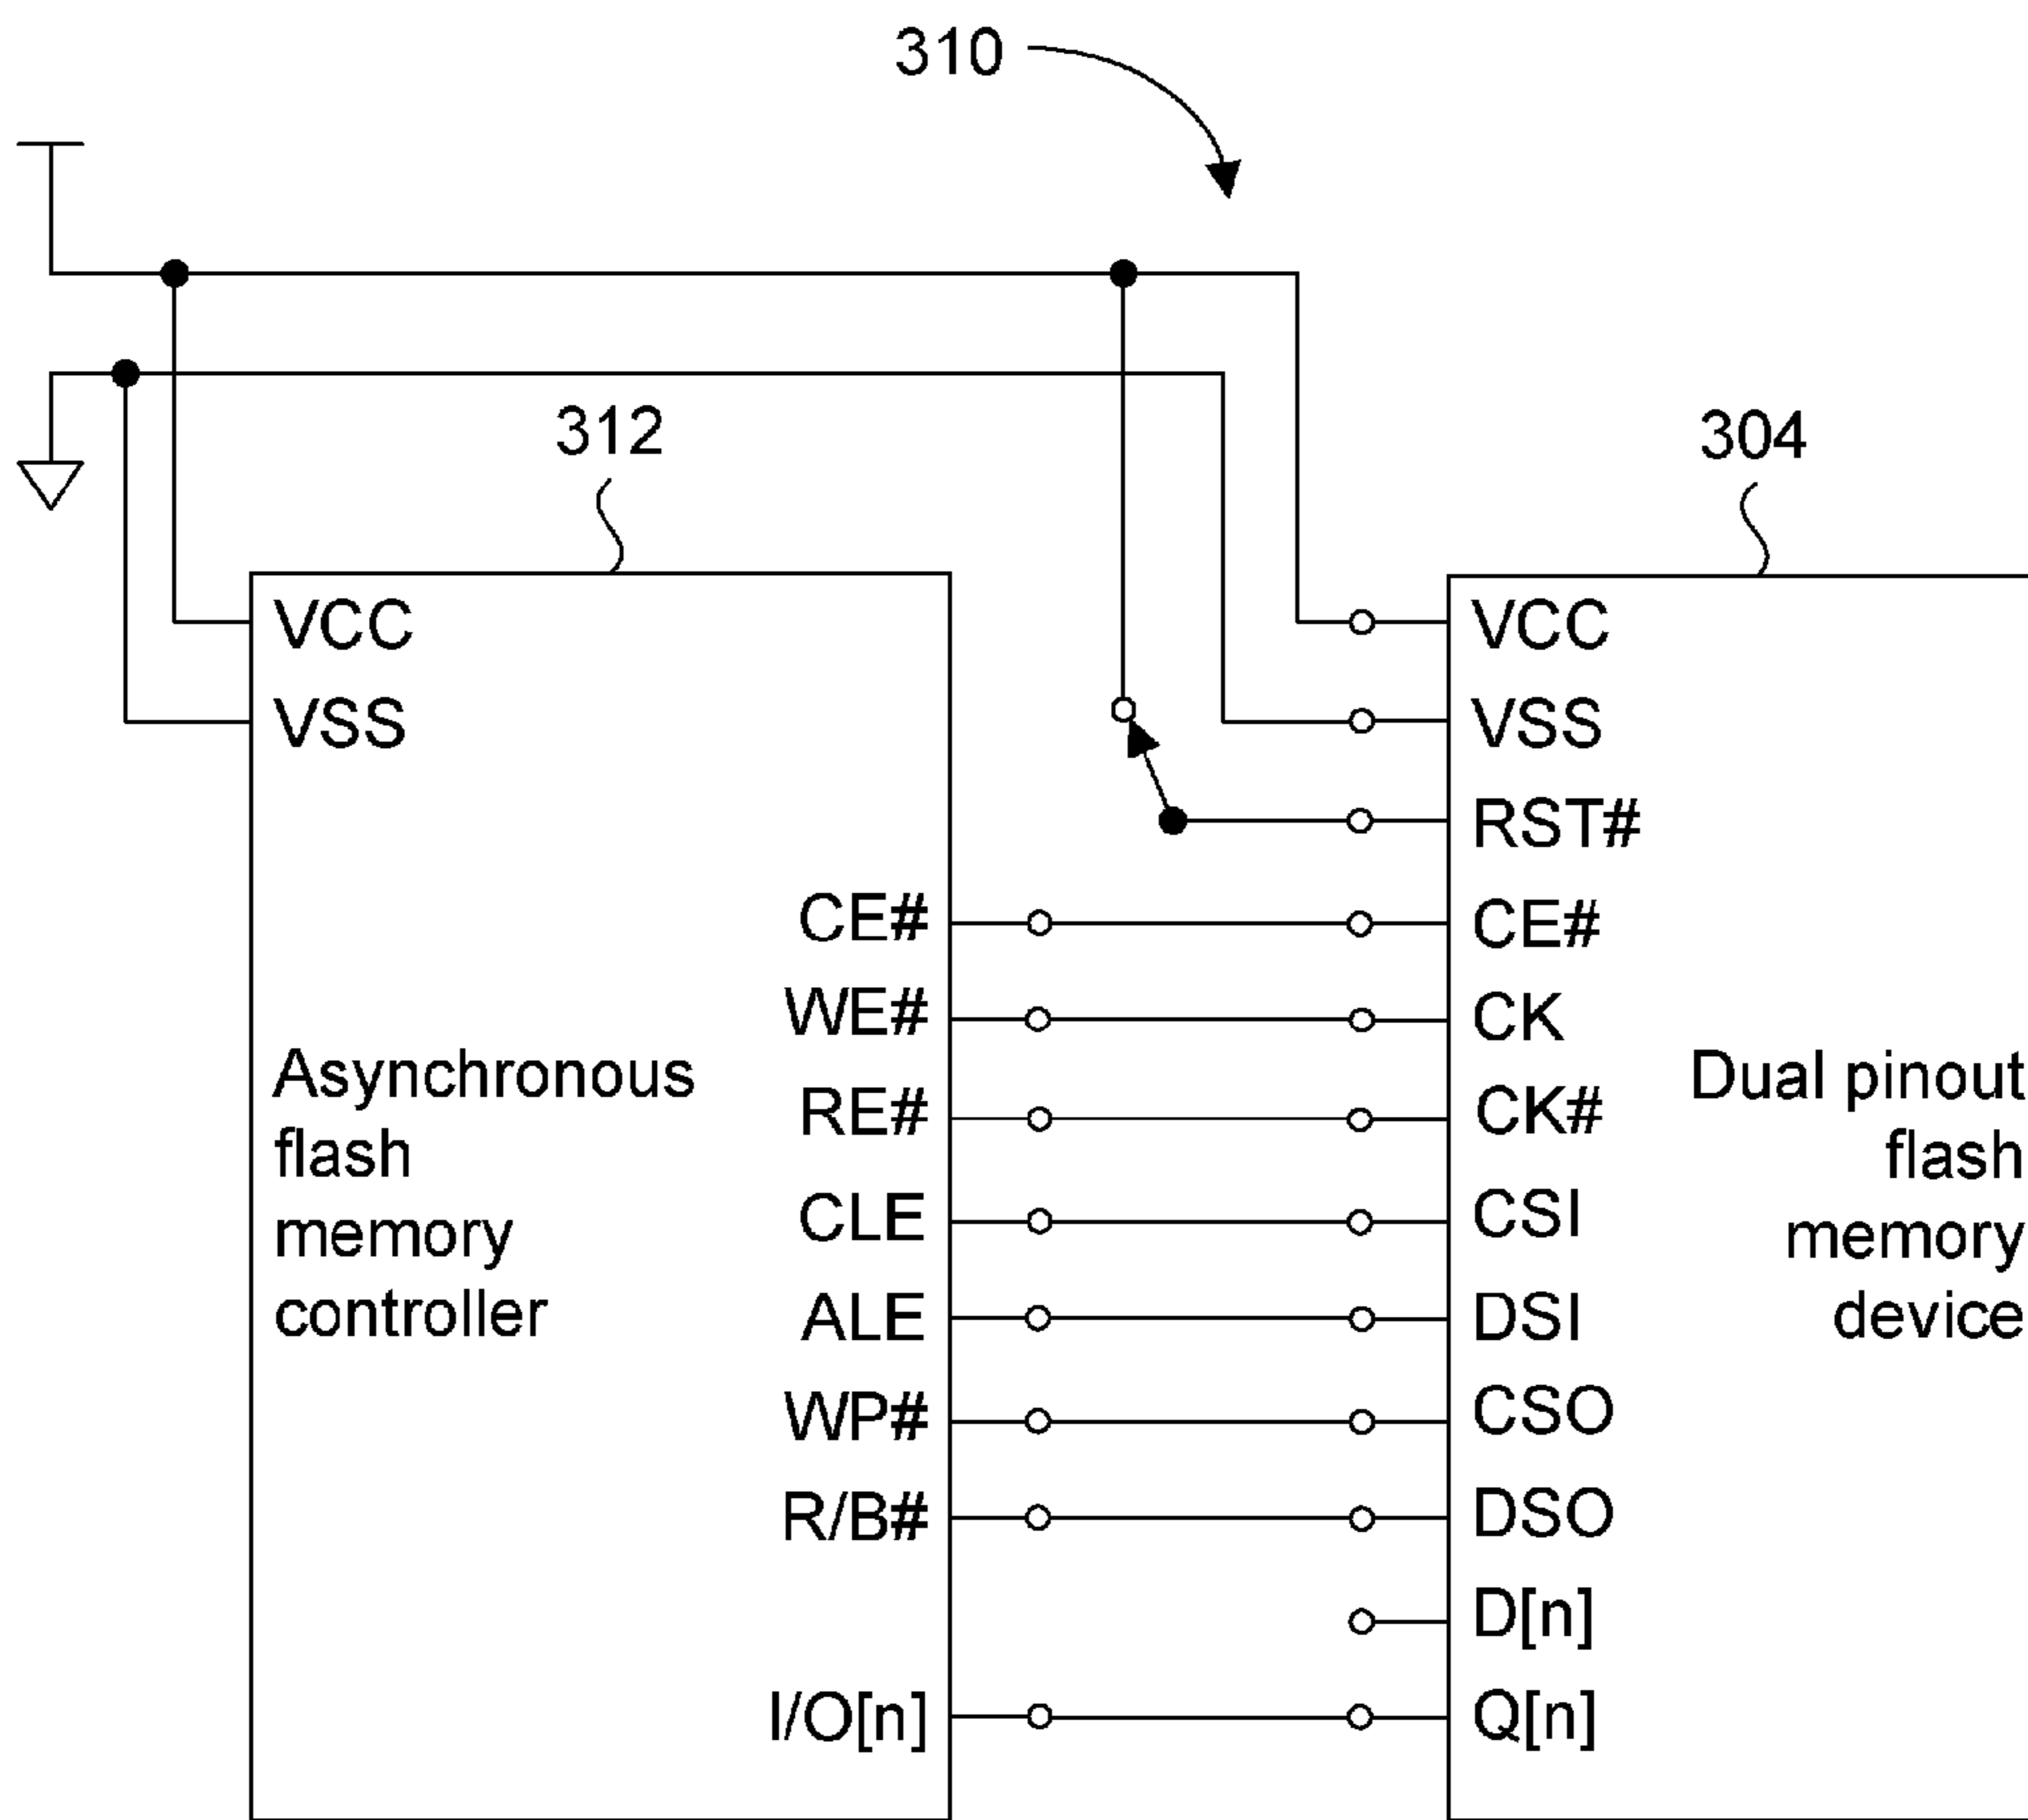 310
312
304
VCC
VSS
CE#
WE#
RE#
CLE
ALE
WP#
R/B#
I/O[n]
Asynchronous
flash
memory
controller
VCC
VSS
RST#
CE#
CK
CK#
CSI
DSI
CSO
DSO
D[n]
Q[n]
Dual pinout
flash
memory
device